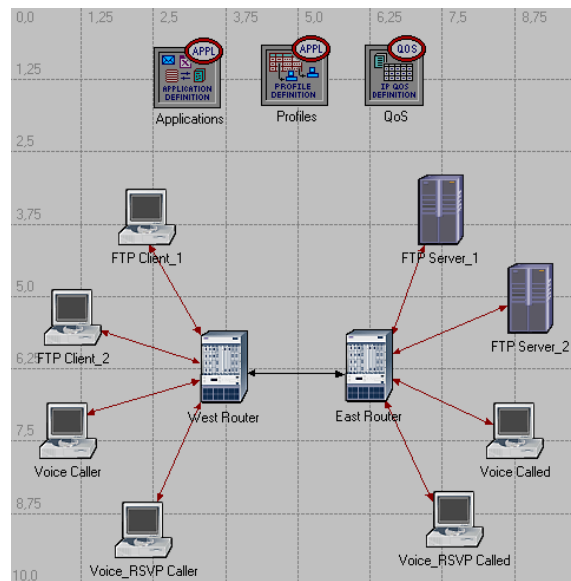 0,0 1,25 2,5 3,75 5,0 6,25 7,5 8,75
APPL APPL QOS
1,25
APPLICATION DEFINITION
PROFILE DEFINITION
IP QOS DEFINITION
Applications Profiles QoS
2,5
3,75
FTP Client_1 FTP Server_1
5,0
FTP Client_2 FTP Server_2
6,25
West Router East Router
Voice Caller Voice Called
7,5
8,75
Voice_RSVP Caller Voice_RSVP Called
10,0